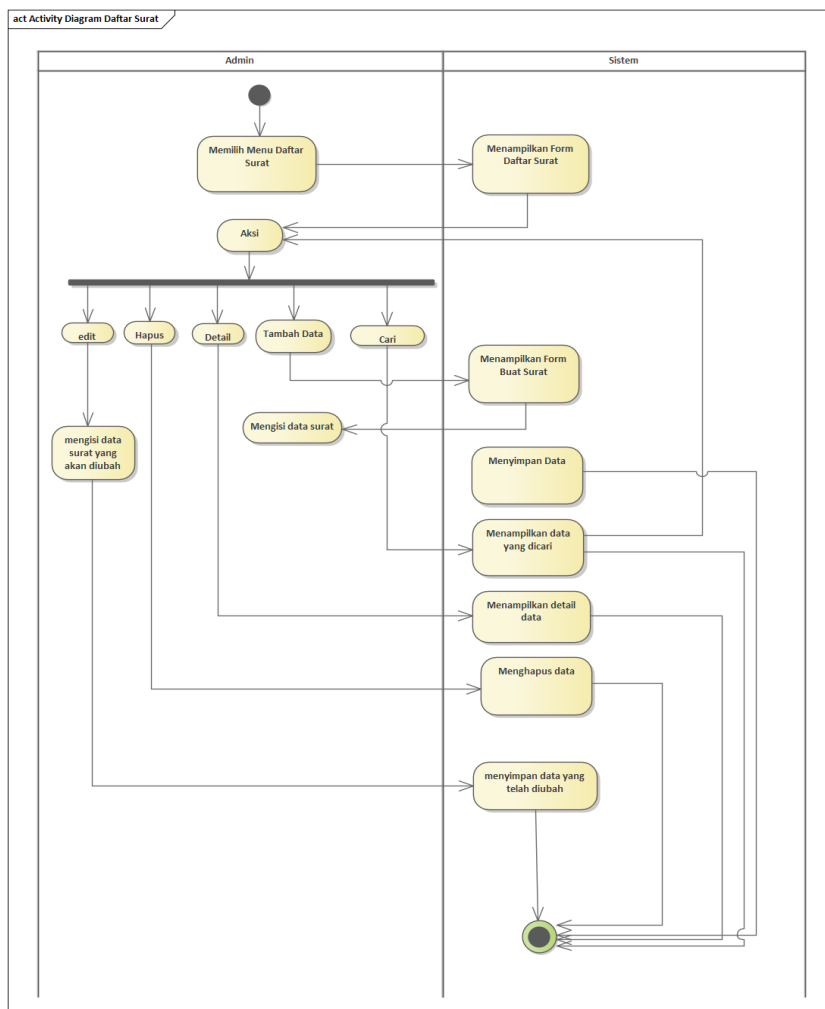 act Activity Diagram Daftar Surat
Admin
Sistem
Memilih Menu Daftar
Surat
Menampilkan Form
Daftar Surat
Aksi
edit
Hapus
Detail
Tambah Data
Cari
Menampilkan Form
Buat Surat
Mengisi data surat
mengisi data
surat yang
akan diubah
Menyimpan Data
Menampilkan data
yang dicari
Menampilkan detail
data
Menghapus data
menyimpan data yang
telah diubah